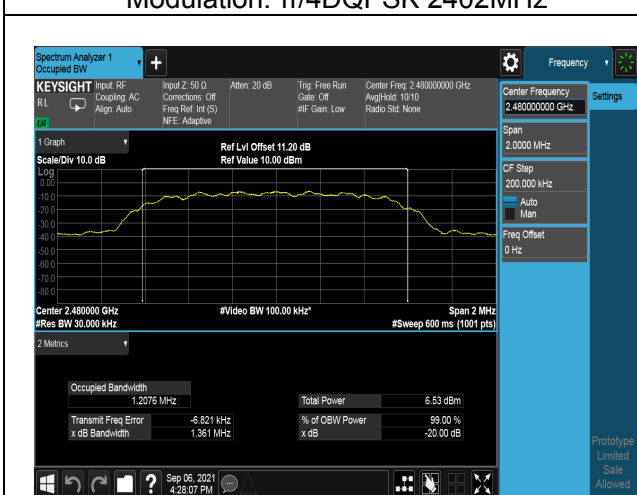 Modulation: π/4DQPSK 2402MHz
Spectrum Analyzer 1
Occupied BW
Frequency
KEYSIGHT Input: RF Input Z: 50 Ω Atten: 20 dB Trig: Free Run Center Freq: 2.480000000 GHz
RL Coupling: AC Corrections: Off Gate: Off Avg|Hold: 10/10
Align: Auto Freq Ref: Int (S) #IF Gain: Low Radio Std: None
NFE: Adaptive
Center Frequency
2.480000000 GHz
Settings
Span
2.0000 MHz
CF Step
200.000 kHz
Auto
Man
Freq Offset
0 Hz
1 Graph
Ref Lvl Offset 11.20 dB
Scale/Div 10.0 dB Ref Value 10.00 dBm
Log
0.00
-10.0
-20.0
-30.0
-40.0
-50.0
-60.0
-70.0
-80.0
Center 2.480000 GHz #Video BW 100.00 kHz* Span 2 MHz
#Res BW 30.000 kHz #Sweep 600 ms (1001 pts)
2 Metrics
Occupied Bandwidth
1.2076 MHz Total Power 6.53 dBm
Transmit Freq Error -6.821 kHz % of OBW Power 99.00 %
x dB Bandwidth 1.361 MHz x dB -20.00 dB
Prototype
Limited
Sale
Allowed
Sep 06, 2021
4:28:07 PM